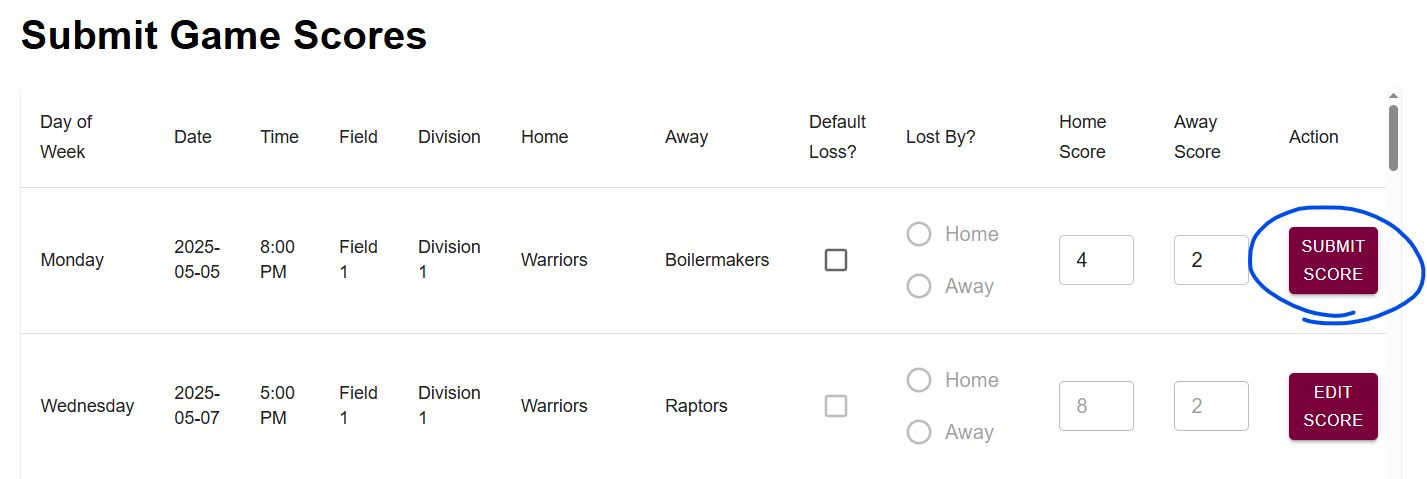 Submit Game Scores
Day of Week Date Time Field Division Home Away Default Loss? Lost By? Home Score Away Score Action
Monday 2025-05-05 8:00 PM Field 1 Division 1 Warriors Boilermakers Home Away 4 2 SUBMIT SCORE
Wednesday 2025-05-07 5:00 PM Field 1 Division 1 Warriors Raptors Home Away 8 2 EDIT SCORE